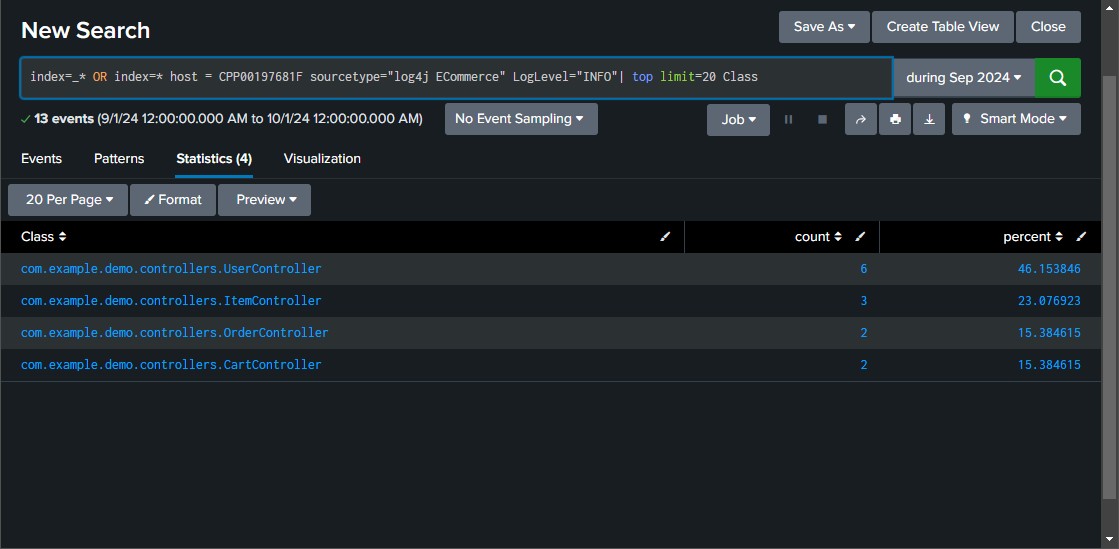 New Search
Save As
Create Table View
Close
index=_* OR index=* host = CPP00197681F sourcetype="log4j ECommerce" LogLevel="INFO"| top limit=20 Class
during Sep 2024
13 events (9/1/24 12:00:00.000 AM to 10/1/24 12:00:00.000 AM)
No Event Sampling
Job
Smart Mode
Events
Patterns
Statistics (4)
Visualization
20 Per Page
Format
Preview
Class count percent
com.example.demo.controllers.UserController 6 46.153846
com.example.demo.controllers.ItemController 3 23.076923
com.example.demo.controllers.OrderController 2 15.384615
com.example.demo.controllers.CartController 2 15.384615